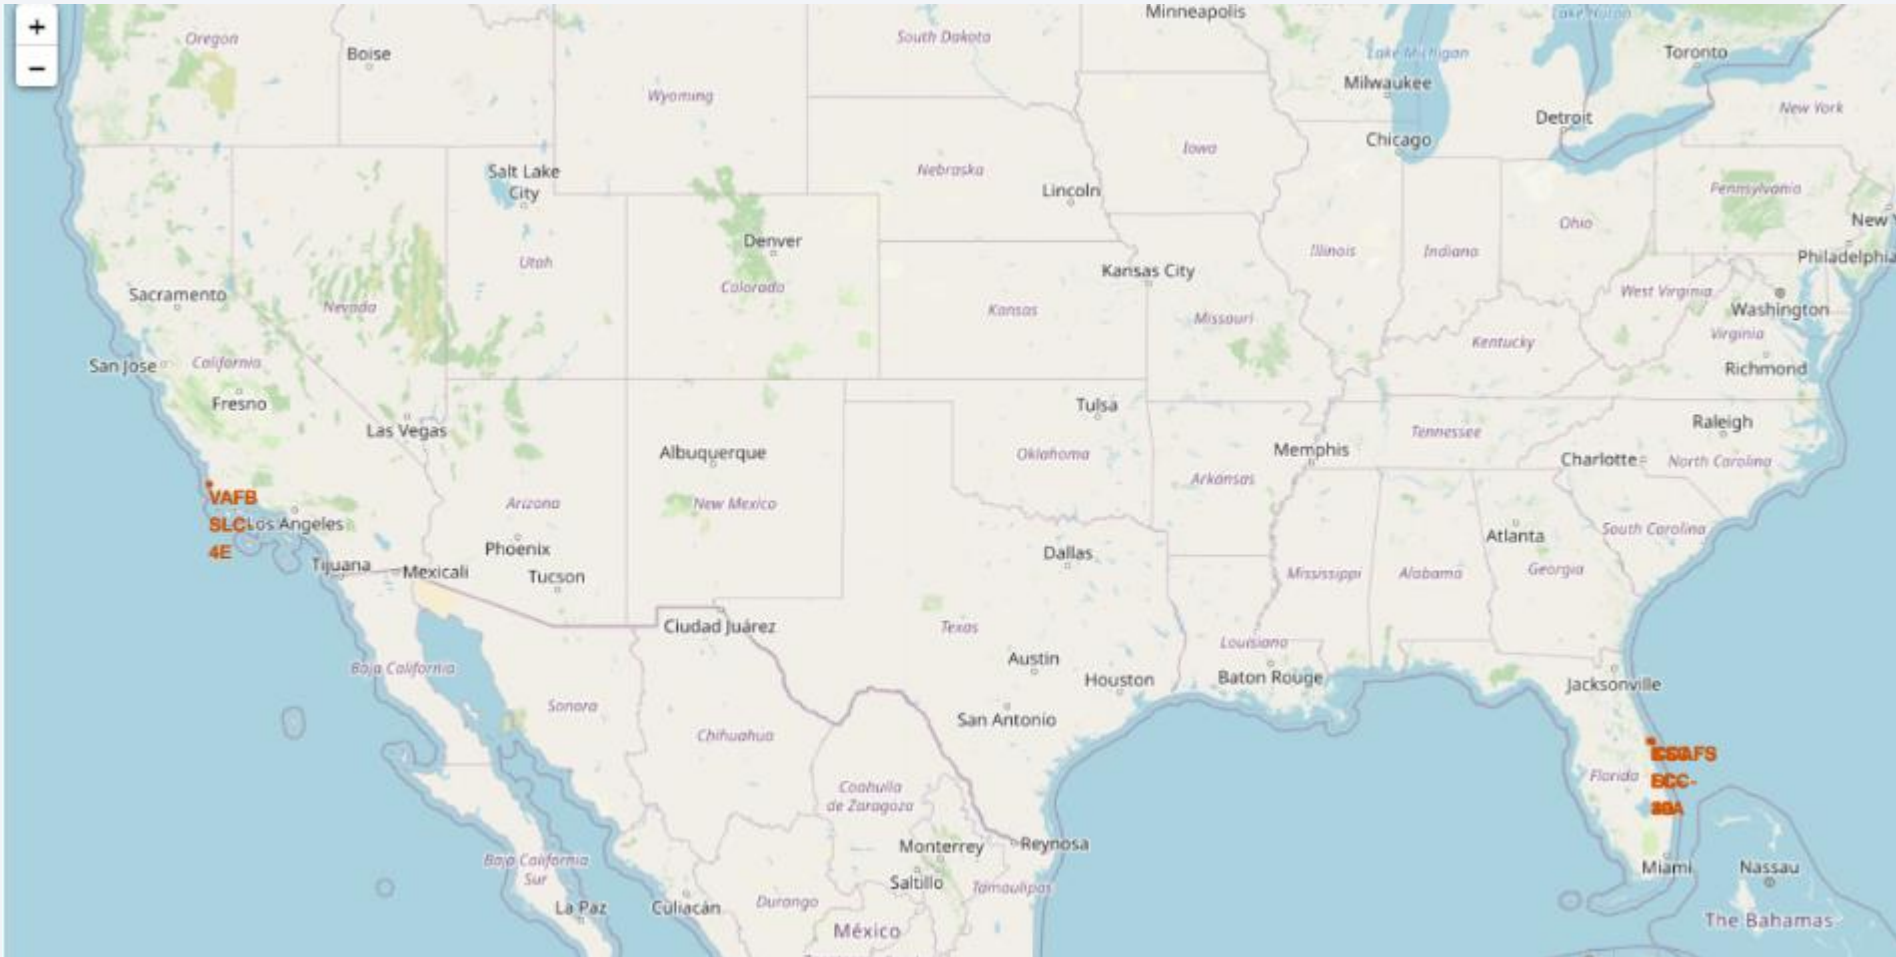 +
−
Oregon
Boise
Wyoming
South Dakota
Minneapolis
Lake Michigan
Lake Huron
Toronto
Milwaukee
Detroit
New York
Chicago
Iowa
Nebraska
Lincoln
Salt Lake
City
Pennsylvania
New
Ohio
Illinois
Indiana
Philadelphia
Denver
Utah
Colorado
Kansas City
Sacramento
Nevada
Kansas
Missouri
West Virginia
Washington
Virginia
Kentucky
Richmond
San Jose
California
Fresno
Las Vegas
Tulsa
Raleigh
Albuquerque
Oklahoma
Memphis
Tennessee
Charlotte
North Carolina
Arkansas
VAFB
SLC-
4E
Los Angeles
Arizona
New Mexico
Atlanta
South Carolina
Phoenix
Dallas
Tijuana
Mexicali
Tucson
Mississippi
Alabama
Georgia
Ciudad Juárez
Texas
Louisiana
Austin
Baja California
Houston
Baton Rouge
Jacksonville
Sonora
San Antonio
Chihuahua
Florida
Coahuila
de Zaragoza
Monterrey
Reynosa
Baja California
Sur
Saltillo
Tamaulipas
Miami
Nassau
La Paz
Culiacán
Durango
México
The Bahamas